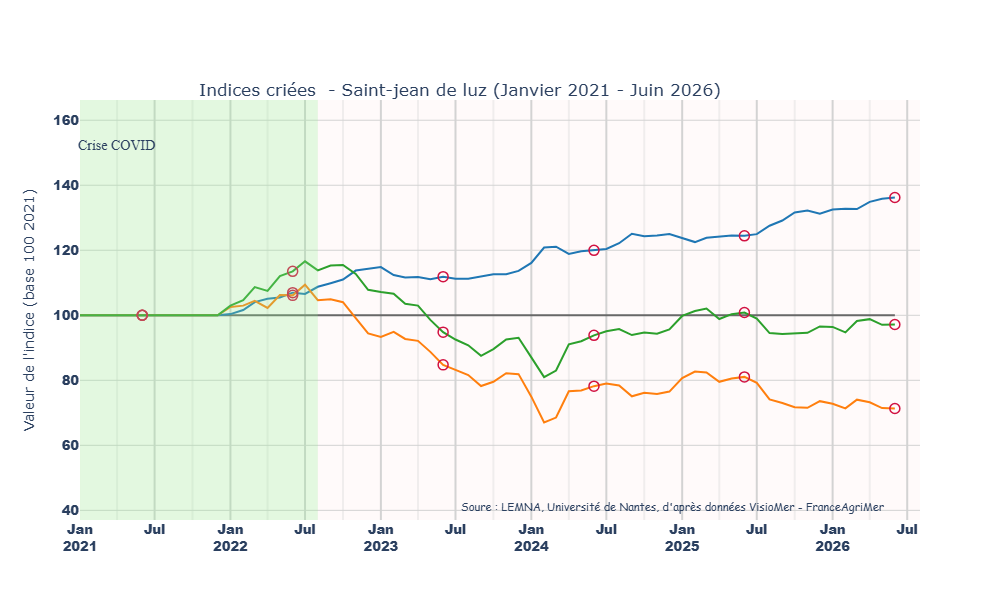 Indices criées - Saint-jean de luz (Janvier 2021 - Juin 2026)
160
Crise COVID
140
120
100
80
60
40
Valeur de l'indice (base 100 2021)
Soure : LEMNA, Université de Nantes, d'après données VisioMer - FranceAgriMer
Jan Jul Jan Jul Jan Jul Jan Jul Jan Jul Jan Jul
2021 2022 2023 2024 2025 2026